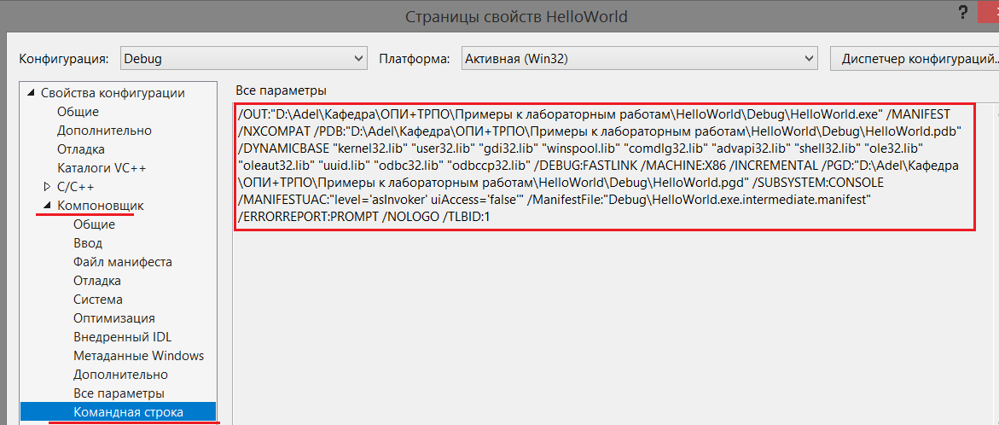 Страницы свойств HelloWorld
?
Конфигурация: Debug Платформа: Активная (Win32) Диспетчер конфигураций...
Свойства конфигурации
Общие
Дополнительно
Отладка
Каталоги VC++
C/C++
Компоновщик
Общие
Ввод
Файл манифеста
Отладка
Система
Оптимизация
Внедренный IDL
Метаданные Windows
Дополнительно
Все параметры
Командная строка
Все параметры
/OUT:"D:\Adel\Кафедра\ОПИ+ТРПО\Примеры к лабораторным работам\HelloWorld\Debug\HelloWorld.exe" /MANIFEST
/NXCOMPAT /PDB:"D:\Adel\Кафедра\ОПИ+ТРПО\Примеры к лабораторным работам\HelloWorld\Debug\HelloWorld.pdb"
/DYNAMICBASE "kernel32.lib" "user32.lib" "gdi32.lib" "winspool.lib" "comdlg32.lib" "advapi32.lib" "shell32.lib" "ole32.lib"
"oleaut32.lib" "uuid.lib" "odbc32.lib" "odbccp32.lib" /DEBUG:FASTLINK /MACHINE:X86 /INCREMENTAL /PGD:"D:\Adel\Кафедра
\ОПИ+ТРПО\Примеры к лабораторным работам\HelloWorld\Debug\HelloWorld.pgd" /SUBSYSTEM:CONSOLE
/MANIFESTUAC:"level='asInvoker' uiAccess='false'" /ManifestFile:"Debug\HelloWorld.exe.intermediate.manifest"
/ERRORREPORT:PROMPT /NOLOGO /TLBID:1